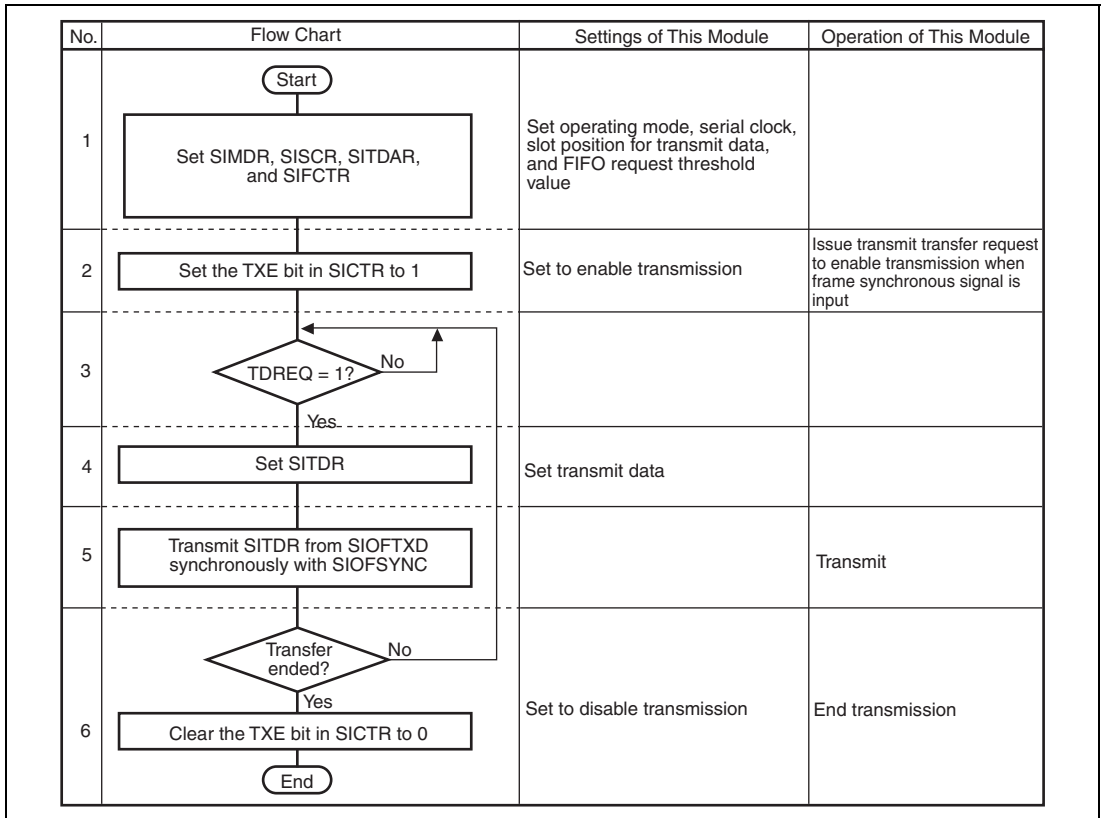 No.
Flow Chart
Settings of This Module
Operation of This Module
Start
1
Set SIMDR, SISCR, SITDAR,
and SIFCTR
Set operating mode, serial clock,
slot position for transmit data,
and FIFO request threshold
value
2
Set the TXE bit in SICTR to 1
Set to enable transmission
Issue transmit transfer request
to enable transmission when
frame synchronous signal is
input
3
TDREQ = 1?
No
Yes
4
Set SITDR
Set transmit data
5
Transmit SITDR from SIOFTXD
synchronously with SIOFSYNC
Transmit
Transfer
ended?
No
Yes
6
Clear the TXE bit in SICTR to 0
Set to disable transmission
End transmission
End